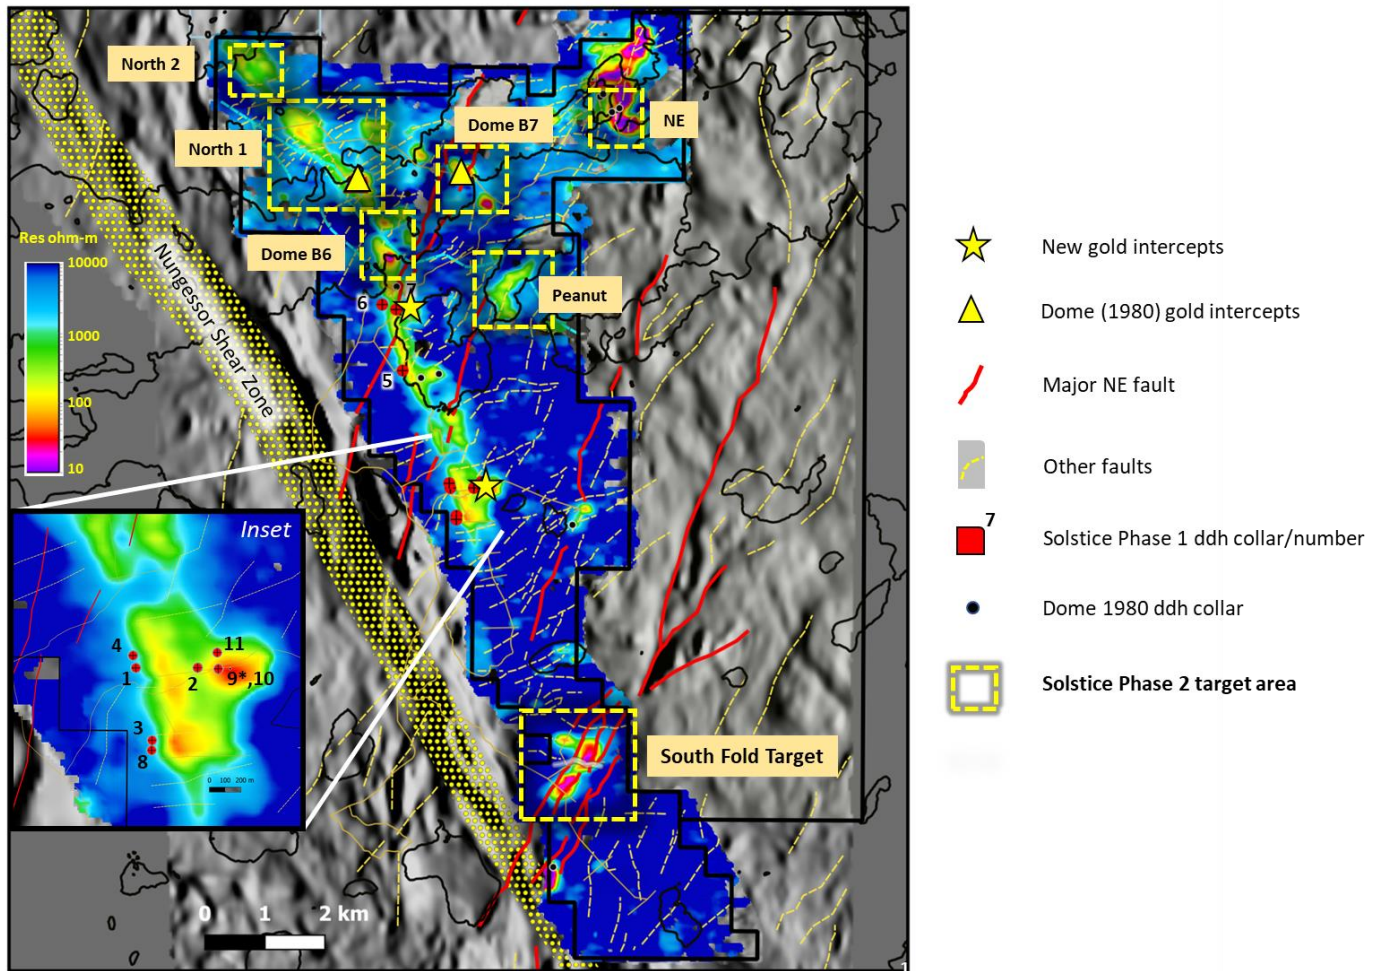 North 2
North 1
Dome B7
NE
Dome B6
Peanut
Res ohm-m
10000
1000
100
10
Nungessor Shear Zone
6
7
5
Inset
4
11
1
2
9*,10
3
8
0 100 200 m
South Fold Target
0 1 2 km
1
New gold intercepts
Dome (1980) gold intercepts
Major NE fault
Other faults
7
Solstice Phase 1 ddh collar/number
Dome 1980 ddh collar
Solstice Phase 2 target area